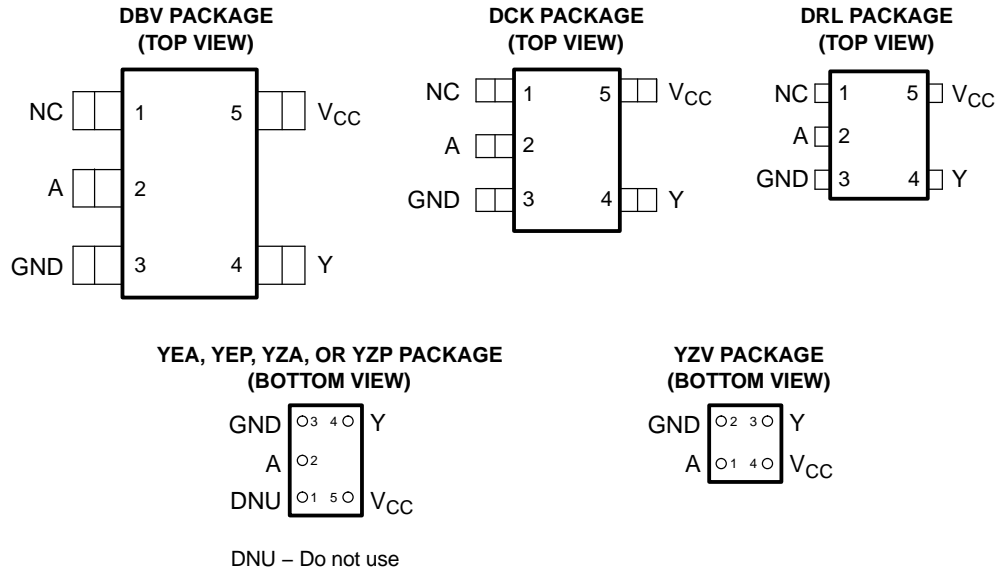 DBV PACKAGE
(TOP VIEW)
NC 1 5 VCC
A 2
GND 3 4 Y
DCK PACKAGE
(TOP VIEW)
NC 1 5 VCC
A 2
GND 3 4 Y
DRL PACKAGE
(TOP VIEW)
NC 1 5 VCC
A 2
GND 3 4 Y
YEA, YEP, YZA, OR YZP PACKAGE
(BOTTOM VIEW)
GND 3 4 Y
A 2
DNU 1 5 VCC
DNU – Do not use
YZV PACKAGE
(BOTTOM VIEW)
GND 2 3 Y
A 1 4 VCC